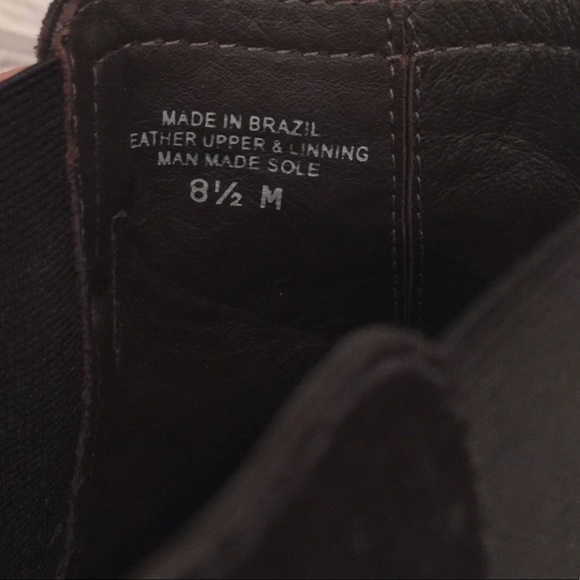 MADE IN BRAZIL
EATHER UPPER & LINNING
MAN MADE SOLE
8½ M